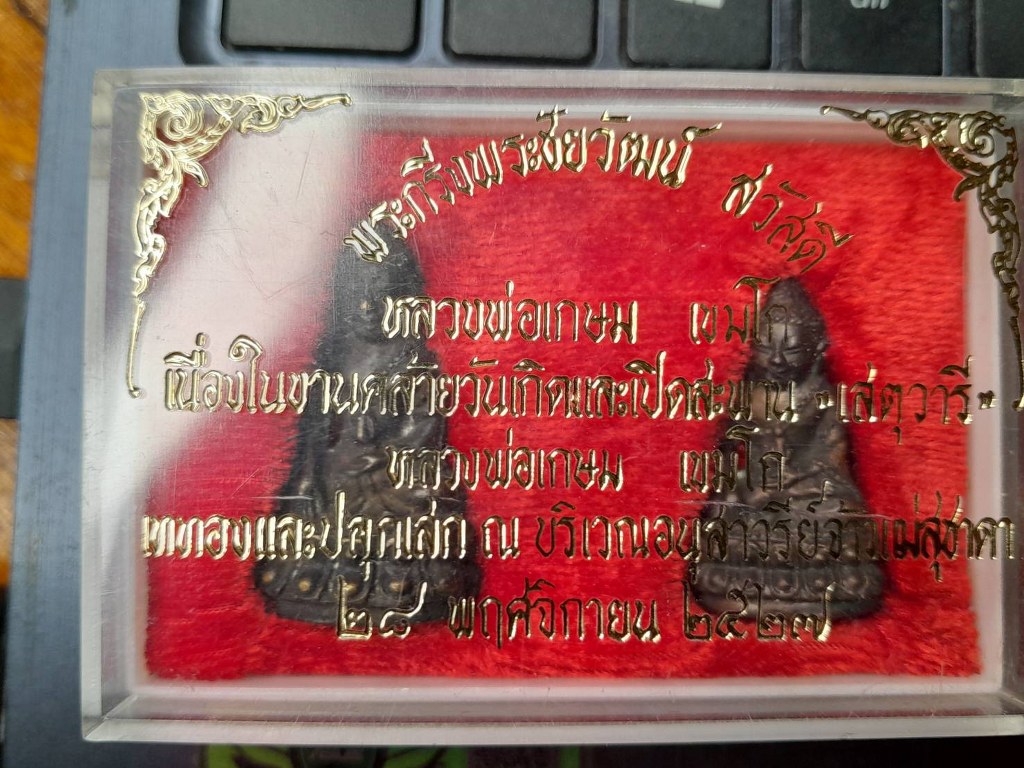 พระกริ่งพระชัยวัฒน์ สวิสุตํ
หลวงพ่อเกษม เขมโก
เนื่องในงานคล้ายวันเกิดและเปิดสะพาน "เสตุวารี"
หลวงพ่อเกษม เขมโก
เททองและปลุกเสก ณ บริเวณอนุสาวรีย์เจ้าแม่สุชาดา
๒๘ พฤศจิกายน ๒๕๒๗